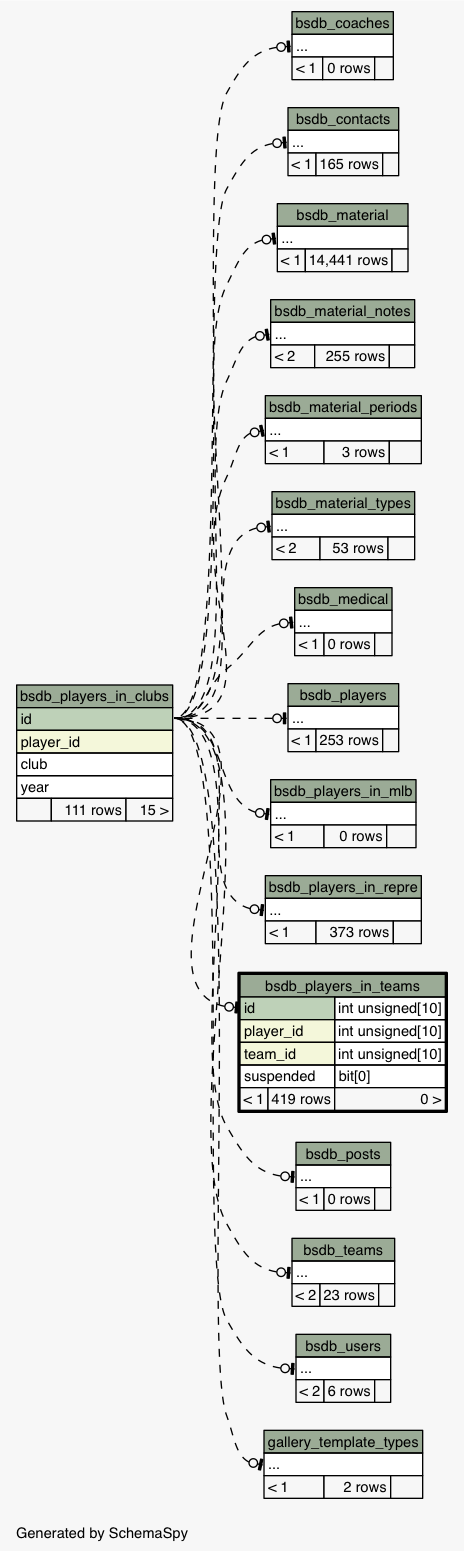 bsdb_coaches
...
< 1 0 rows
bsdb_contacts
...
< 1 165 rows
bsdb_material
...
< 1 14,441 rows
bsdb_material_notes
...
< 2 255 rows
bsdb_material_periods
...
< 1 3 rows
bsdb_material_types
...
< 2 53 rows
bsdb_medical
...
< 1 0 rows
bsdb_players_in_clubs
id
player_id
club
year
111 rows 15 >
bsdb_players
...
< 1 253 rows
bsdb_players_in_mlb
...
< 1 0 rows
bsdb_players_in_repre
...
< 1 373 rows
bsdb_players_in_teams
id int unsigned[10]
player_id int unsigned[10]
team_id int unsigned[10]
suspended bit[0]
< 1 419 rows 0 >
bsdb_posts
...
< 1 0 rows
bsdb_teams
...
< 2 23 rows
bsdb_users
...
< 2 6 rows
gallery_template_types
...
< 1 2 rows
Generated by SchemaSpy